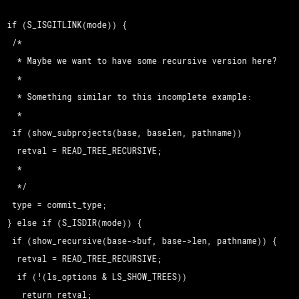 if (S_ISGITLINK(mode)) {
/*
* Maybe we want to have some recursive version here?
*
* Something similar to this incomplete example:
*
if (show_subprojects(base, baselen, pathname))
retval = READ_TREE_RECURSIVE;
*
*/
type = commit_type;
} else if (S_ISDIR(mode)) {
if (show_recursive(base->buf, base->len, pathname)) {
retval = READ_TREE_RECURSIVE;
if (!(ls_options & LS_SHOW_TREES))
return retval;